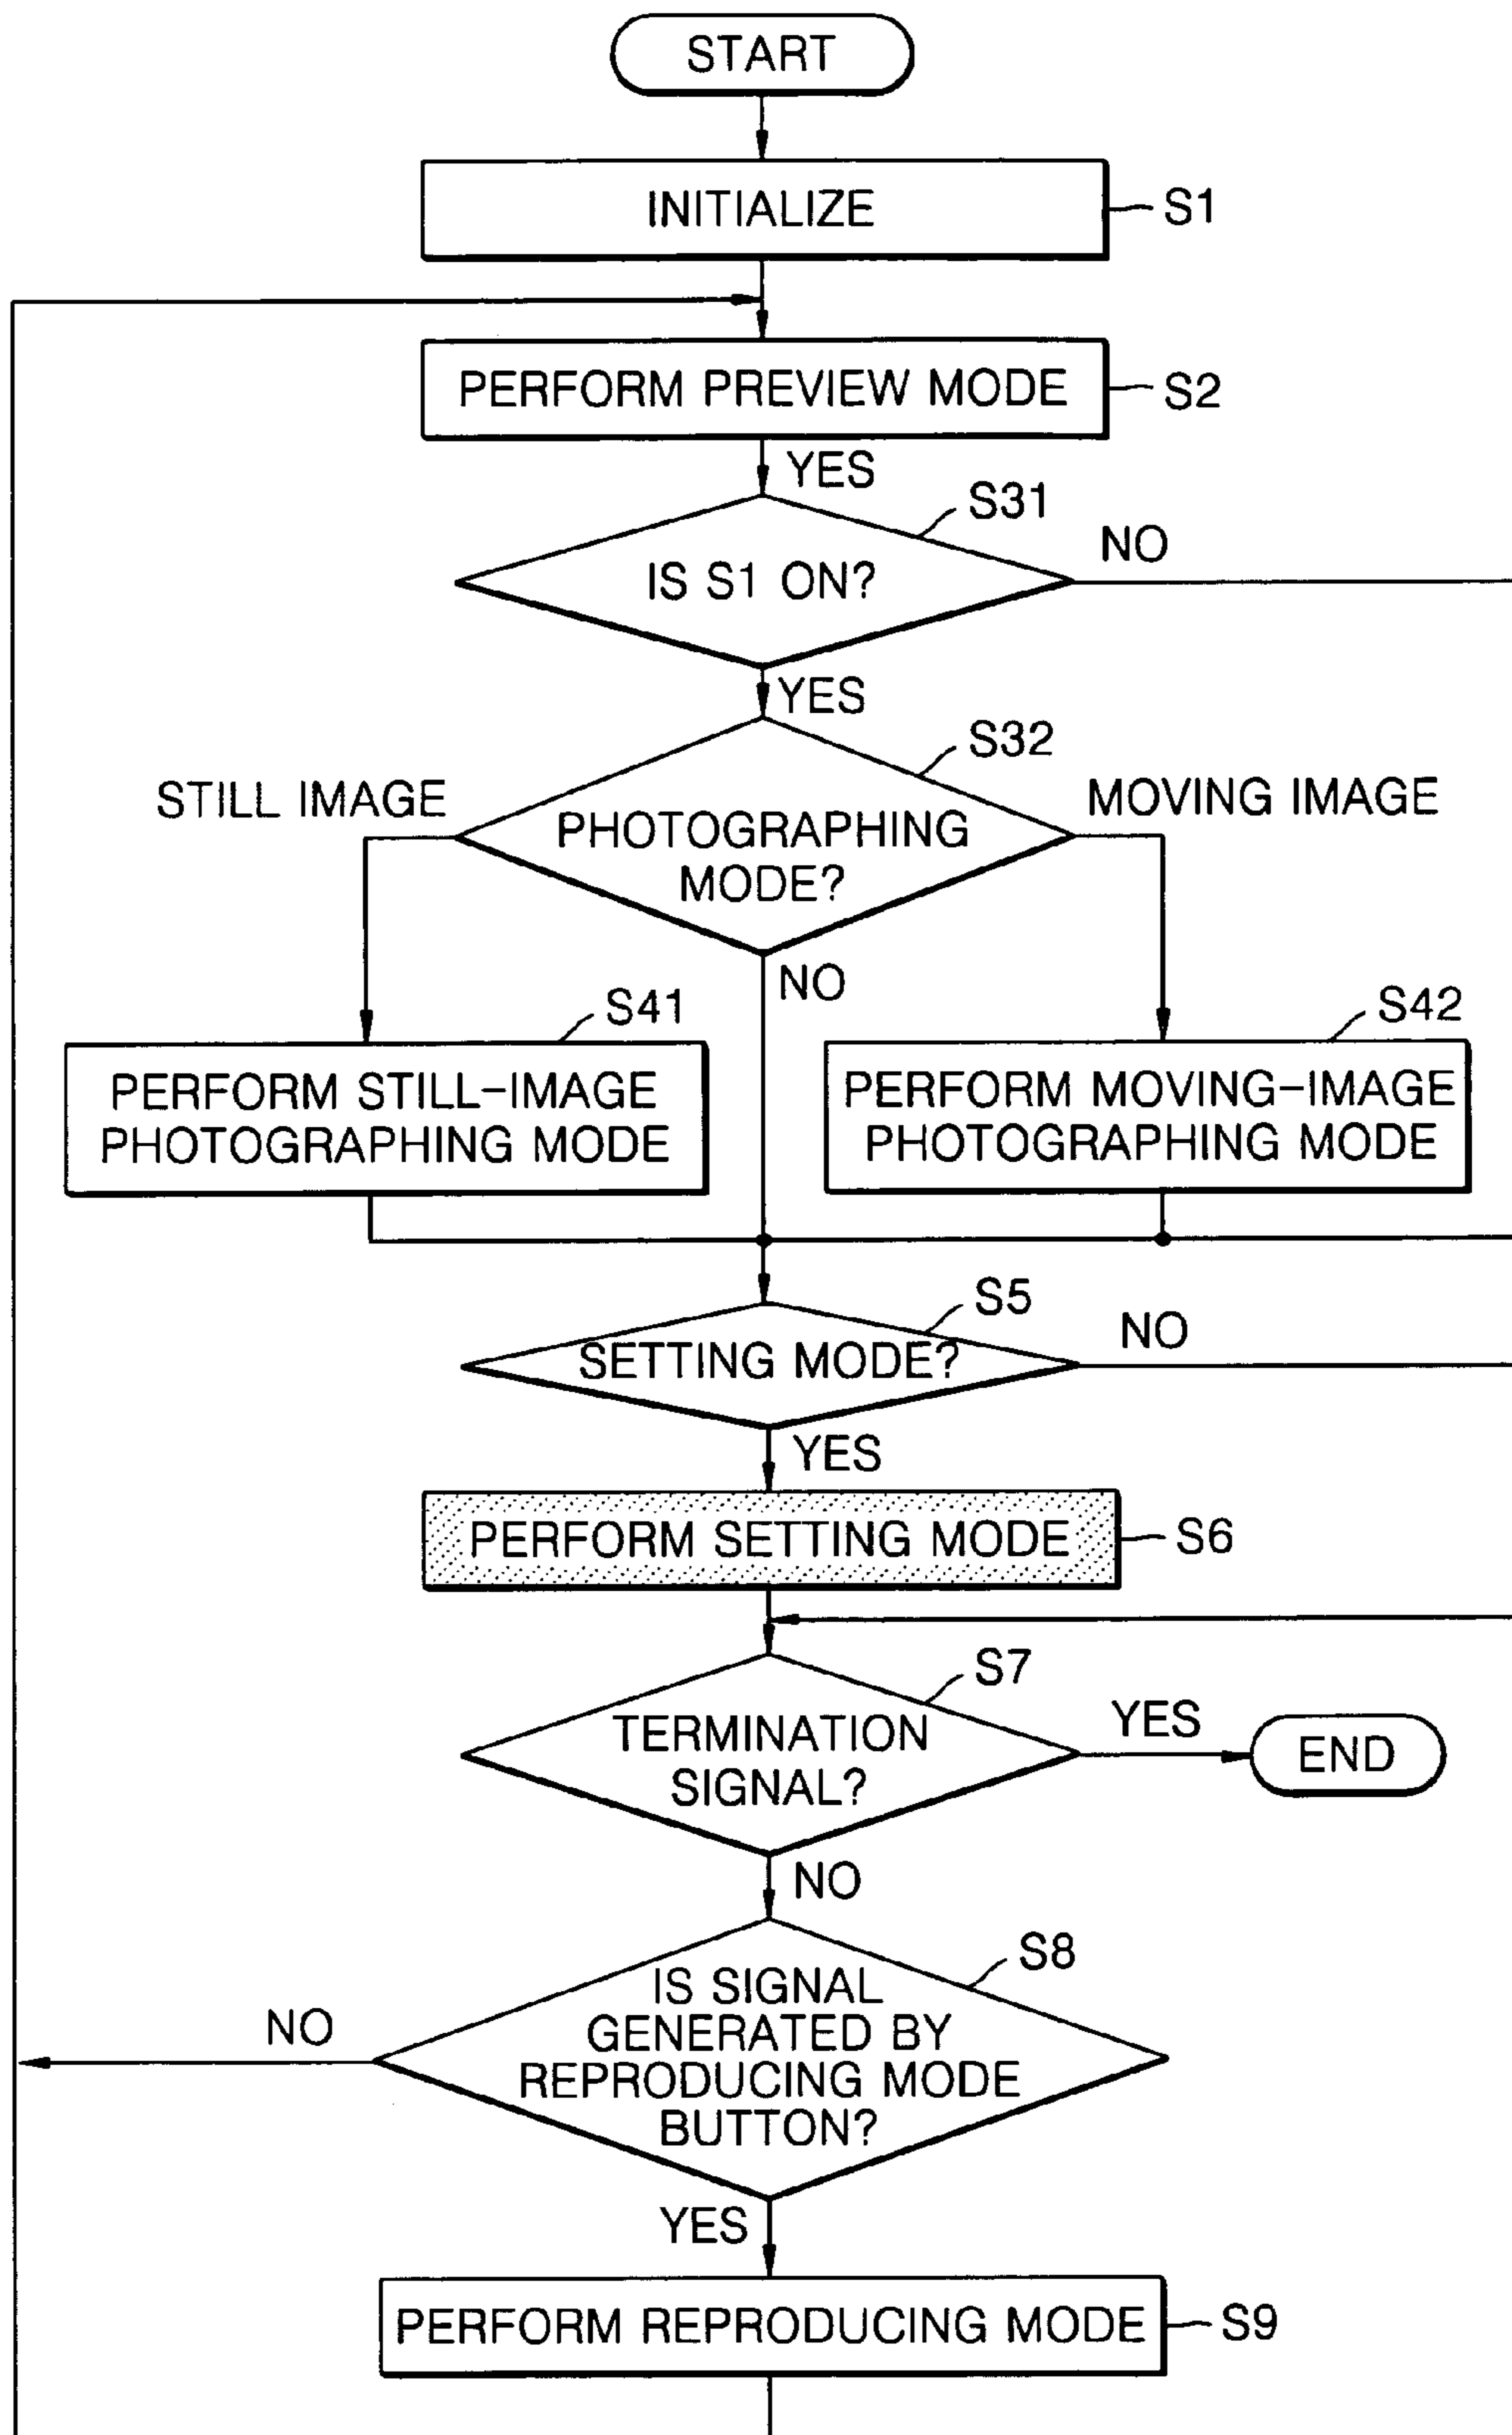 START
INITIALIZE
S1
PERFORM PREVIEW MODE
S2
YES
S31
NO
IS S1 ON?
YES
S32
STILL IMAGE
MOVING IMAGE
PHOTOGRAPHING
MODE?
NO
S41
S42
PERFORM STILL-IMAGE
PHOTOGRAPHING MODE
PERFORM MOVING-IMAGE
PHOTOGRAPHING MODE
S5
NO
SETTING MODE?
YES
PERFORM SETTING MODE
S6
S7
TERMINATION
SIGNAL?
YES
END
NO
S8
IS SIGNAL
GENERATED BY
REPRODUCING MODE
BUTTON?
NO
YES
PERFORM REPRODUCING MODE
S9